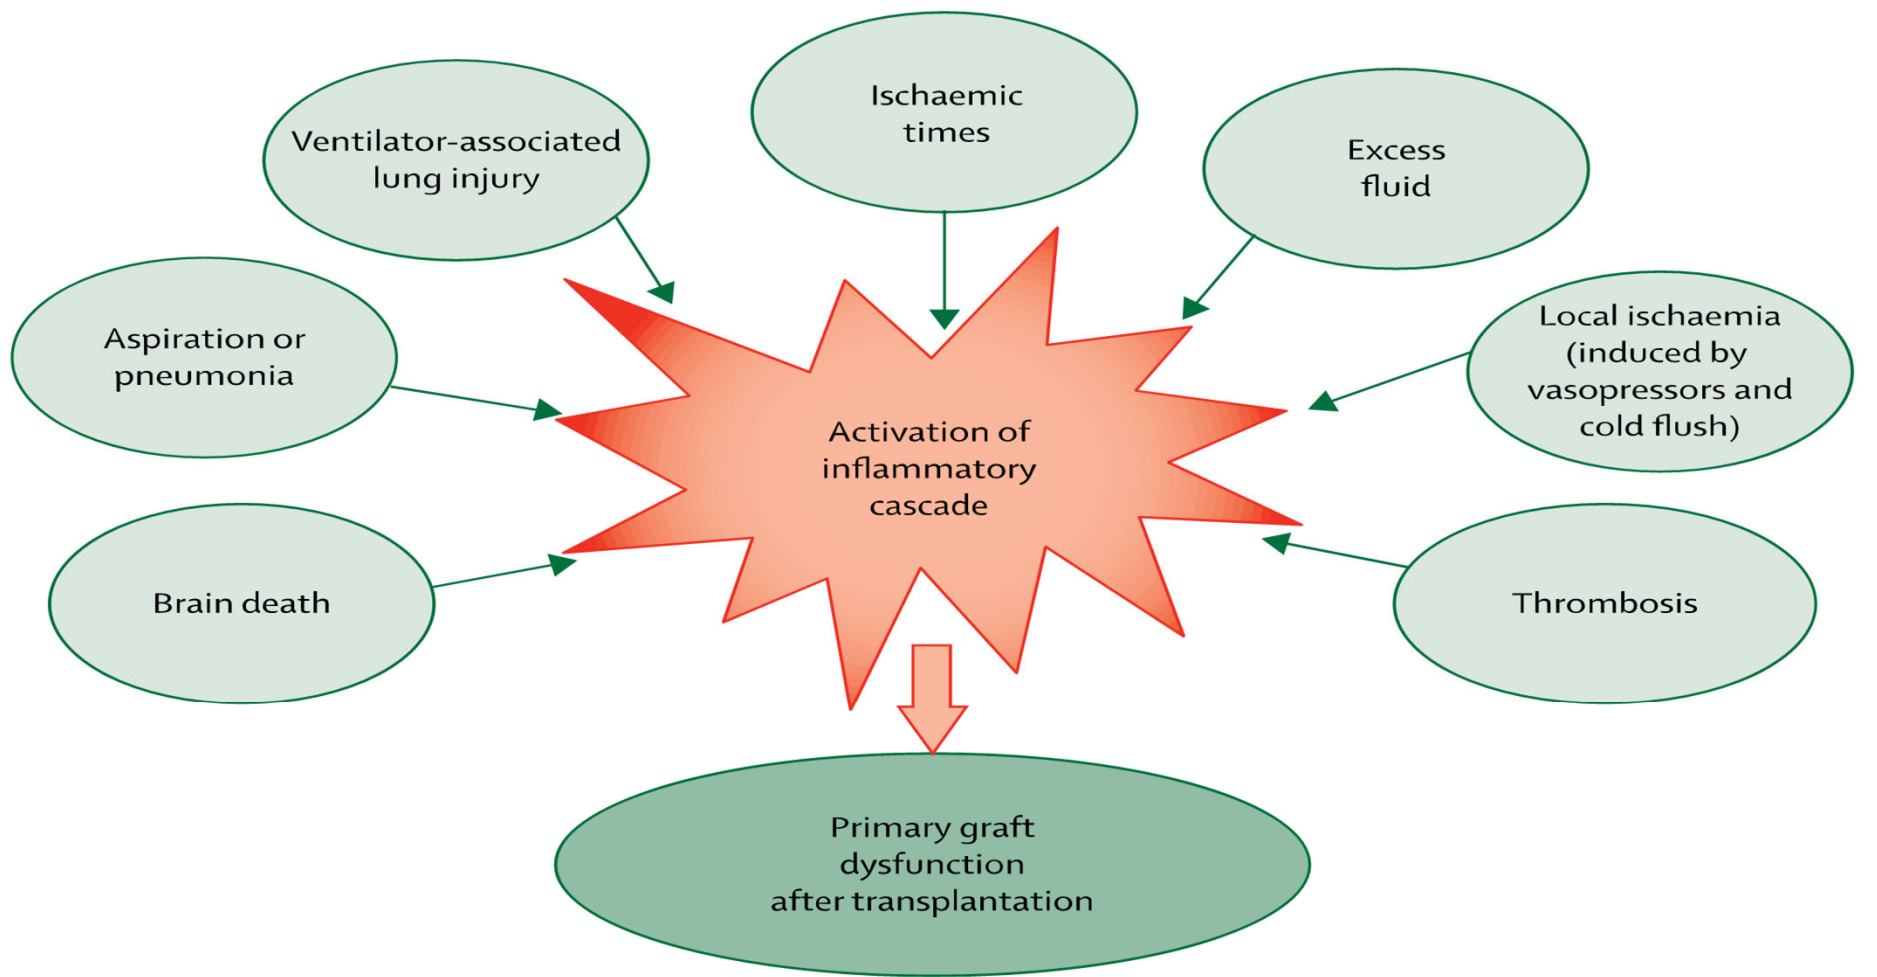 Ischaemic
times
Ventilator-associated
lung injury
Excess
fluid
Aspiration or
pneumonia
Local ischaemia
(induced by
vasopressors and
cold flush)
Activation of
inflammatory
cascade
Brain death
Thrombosis
Primary graft
dysfunction
after transplantation